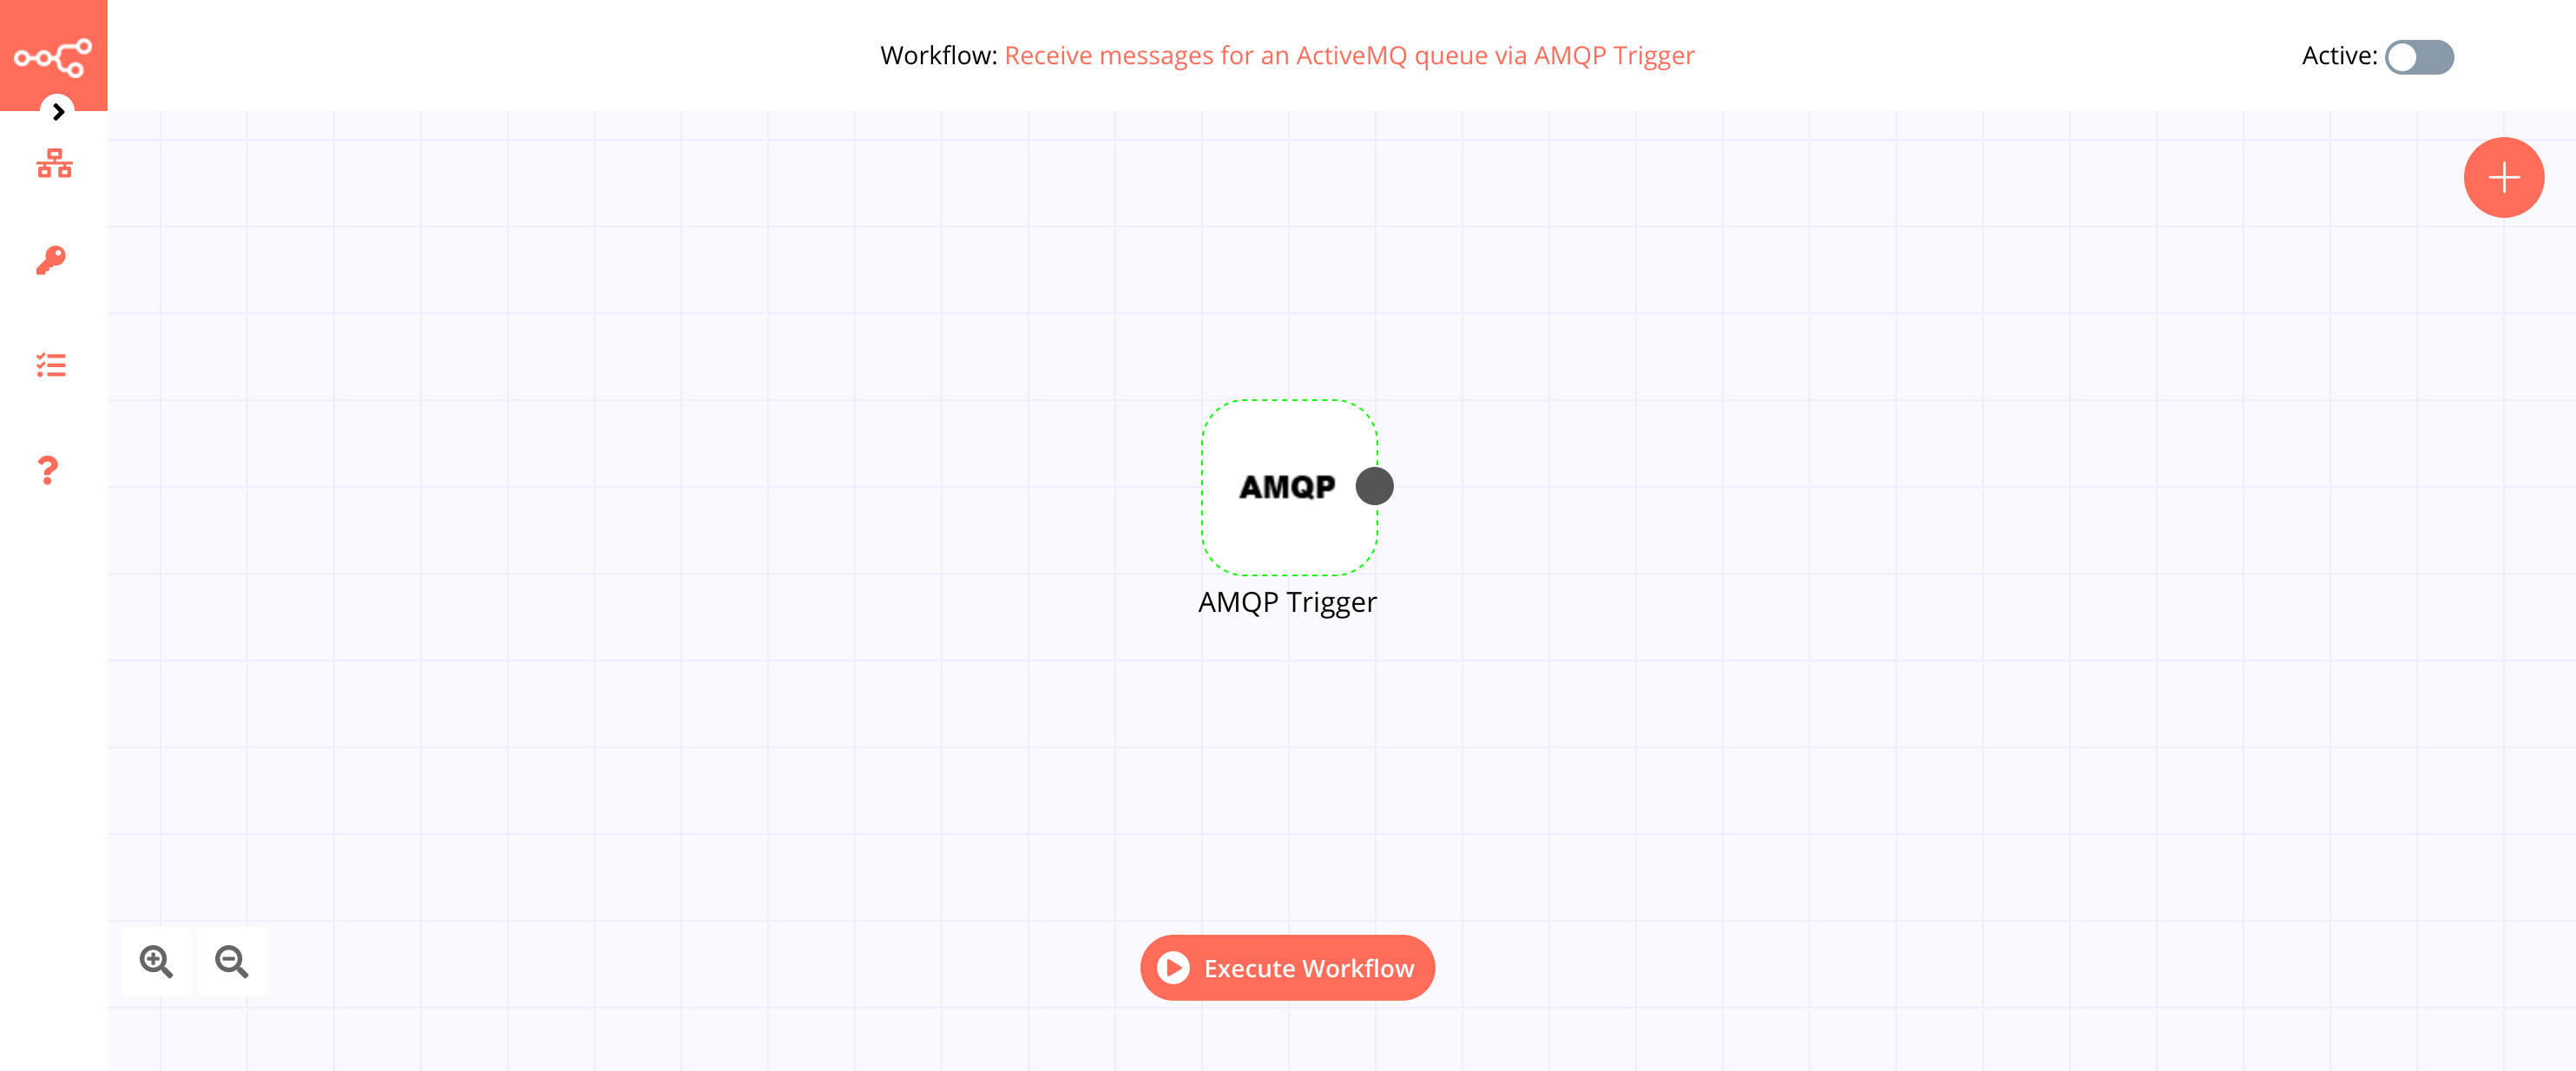 Workflow: Receive messages for an ActiveMQ queue via AMQP Trigger
Active:
AMQP
AMQP Trigger
Execute Workflow